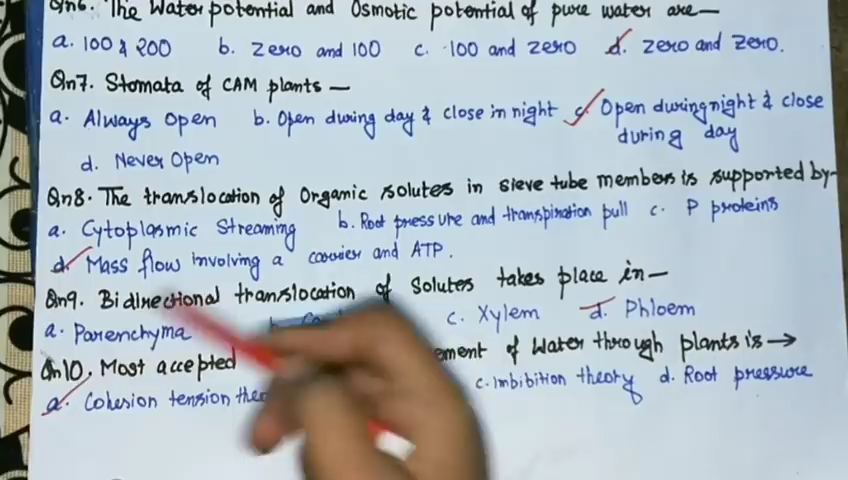 Qn6. The Water potential and Osmotic potential of pure water are—
a. 100 & 200 b. Zero and 100 c. 100 and zero d. zero and zero.
Qn7. Stomata of CAM plants —
a. Always open b. Open during day & close in night c. Open during night & close
during day
d. Never Open
Qn8. The translocation of Organic solutes in sieve tube members is supported by-
a. Cytoplasmic Streaming b. Root pressure and transpiration pull c. P proteins
d. Mass flow involving a carrier and ATP.
Qn9. Bidirectional translocation of Solutes takes place in—
a. Parenchyma c. Xylem d. Phloem
Qn10. Most accepted of Water through plants is →
a. Cohesion tension c. Imbibition theory d. Root pressure